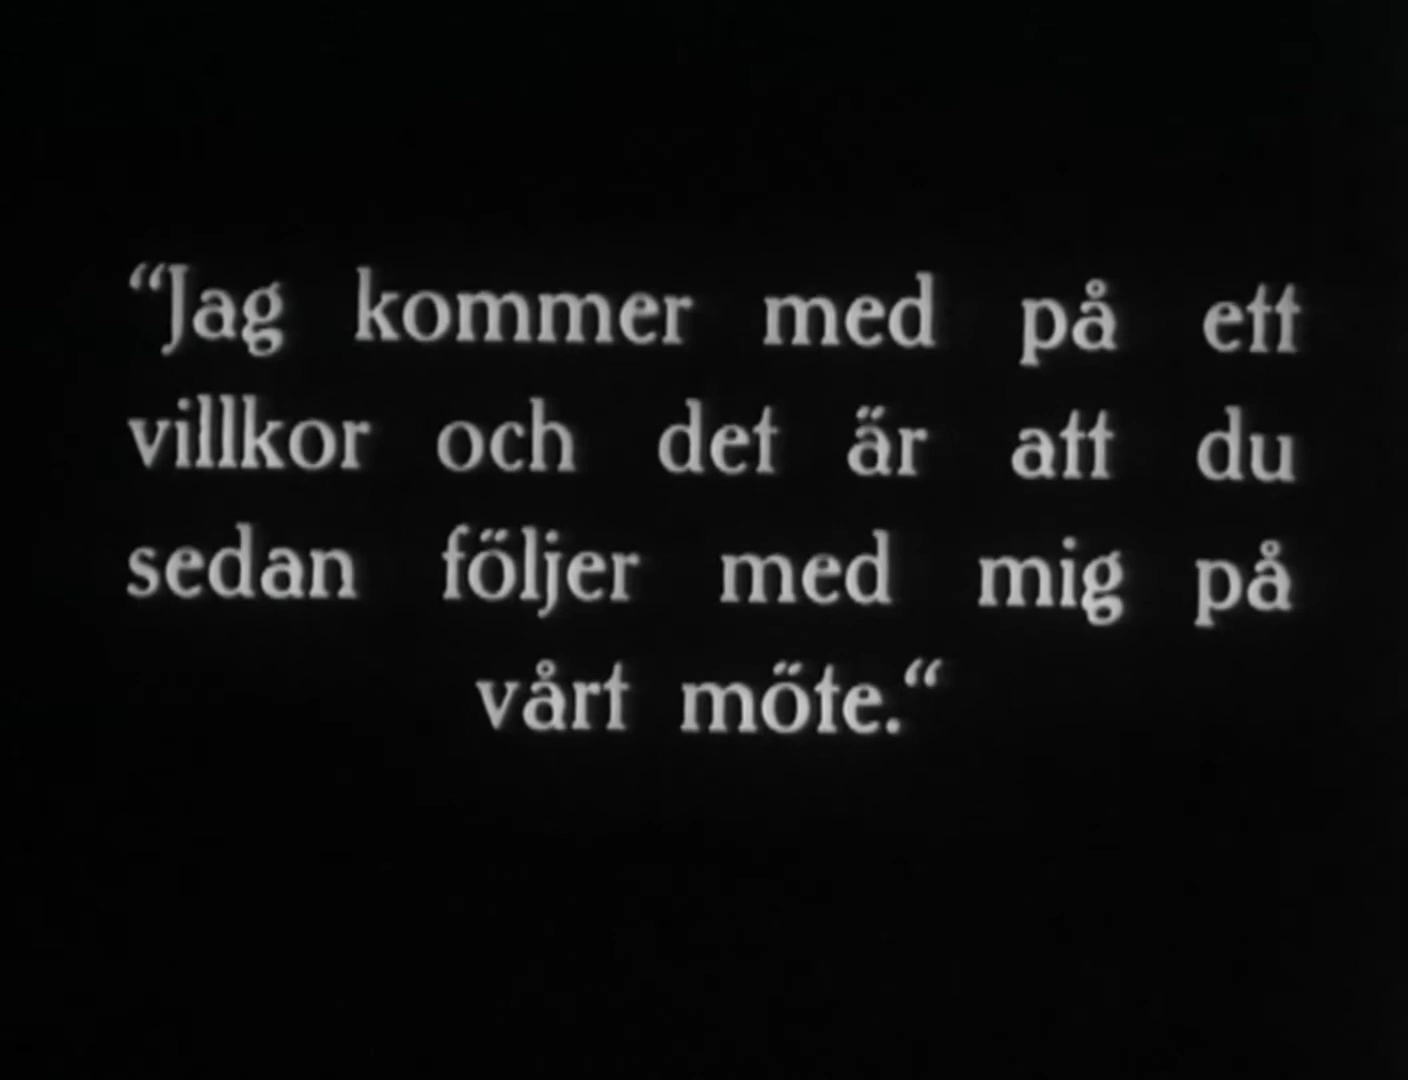 “Jag kommer med på ett
villkor och det är att du
sedan följer med mig på
vårt möte.“